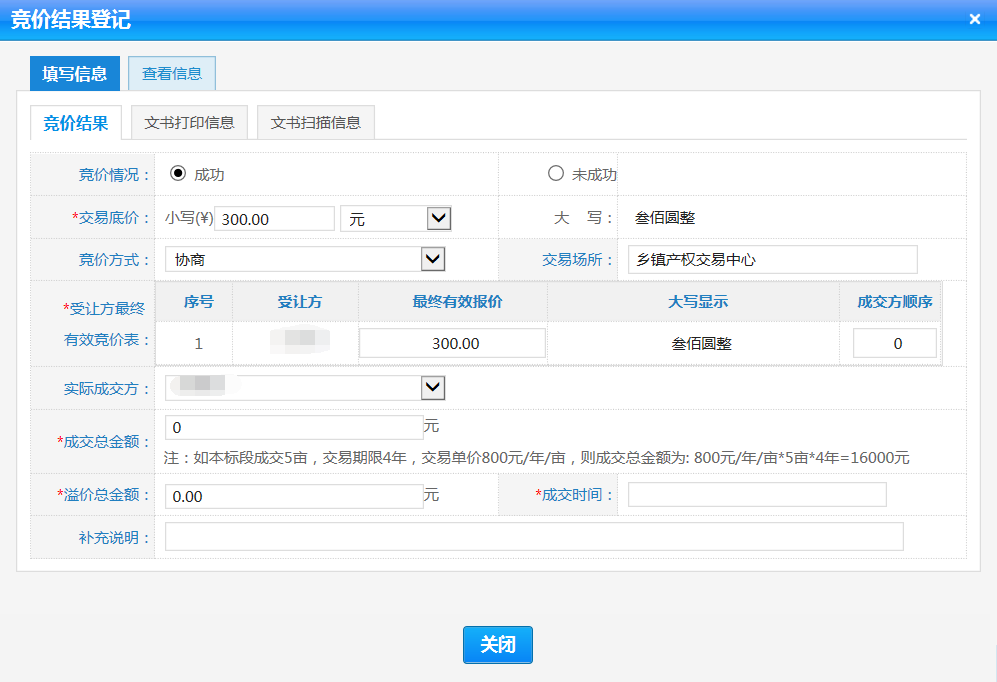 竞价结果登记 ×
填写信息 查看信息
竞价结果 文书打印信息 文书扫描信息
竞价情况： 成功 未成功
*交易底价： 小写(¥) 300.00 元 大 写： 叁佰圆整
竞价方式： 协商 交易场所： 乡镇产权交易中心
*受让方最终
有效竞价表：
序号 受让方 最终有效报价 大写显示 成交方顺序
1 300.00 叁佰圆整 0
实际成交方：
*成交总金额： 0 元
注：如本标段成交5亩，交易期限4年，交易单价800元/年/亩，则成交总金额为: 800元/年/亩*5亩*4年=16000元
*溢价总金额： 0.00 元 *成交时间：
补充说明：
关闭